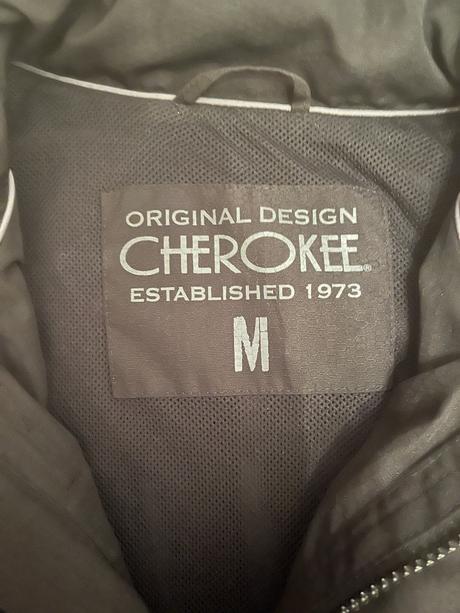 ORIGINAL DESIGN
CHEROKEE®
ESTABLISHED 1973
M